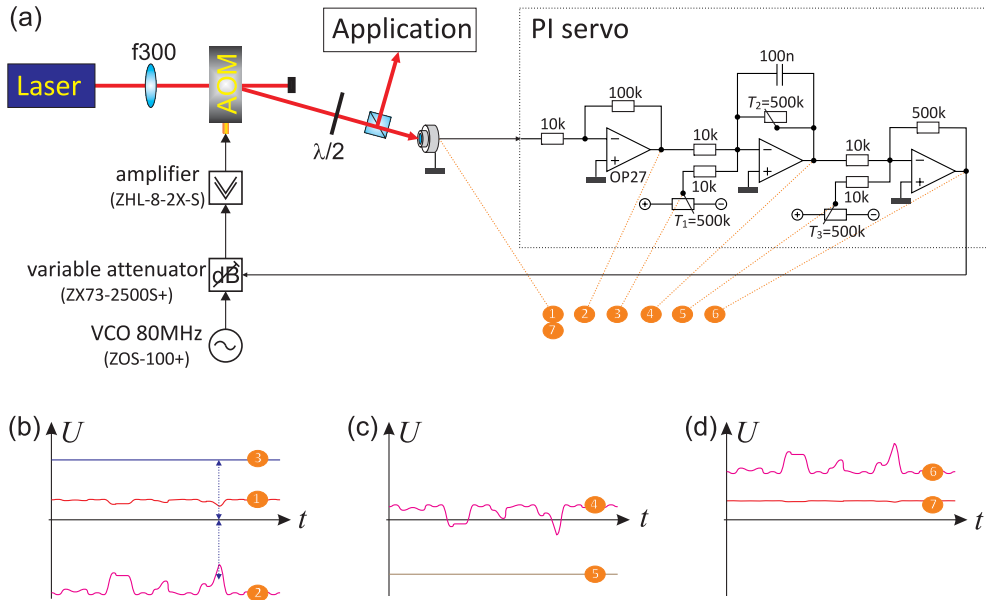 (a)
Laser
f300
AOM
λ/2
Application
PI servo
10k
100k
OP27
10k
10k
T1=500k
100n
T2=500k
10k
10k
T3=500k
500k
amplifier
(ZHL-8-2X-S)
variable attenuator
(ZX73-2500S+)
dB
VCO 80MHz
(ZOS-100+)
1
7
2
3
4
5
6
(b)
U
3
1
t
2
(c)
U
4
t
5
(d)
U
6
7
t